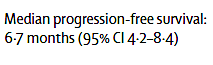 Median progression-free survival:
6·7 months (95% CI 4·2–8·4)